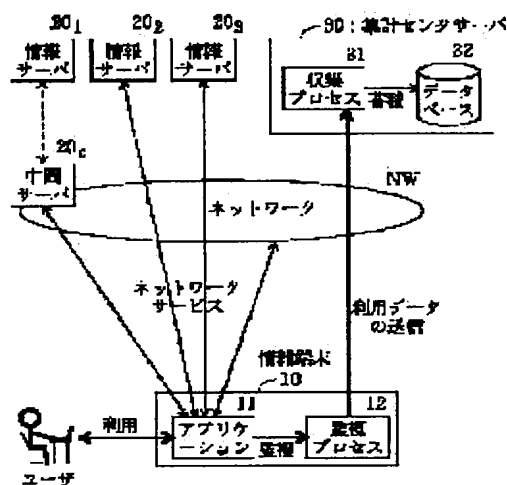 20₁
20₂
20₃
30：集計センタサーバ
情報
サーバ
情報
サーバ
情報
サーバ
31
32
収集
プロセス
蓄積
データ
ベース
20c
中間
サーバ
NW
ネットワーク
ネットワーク
サービス
利用データ
の送信
情報端末
10
11
12
利用
アプリケ
ーション
監視
監視
プロセス
ユーザ